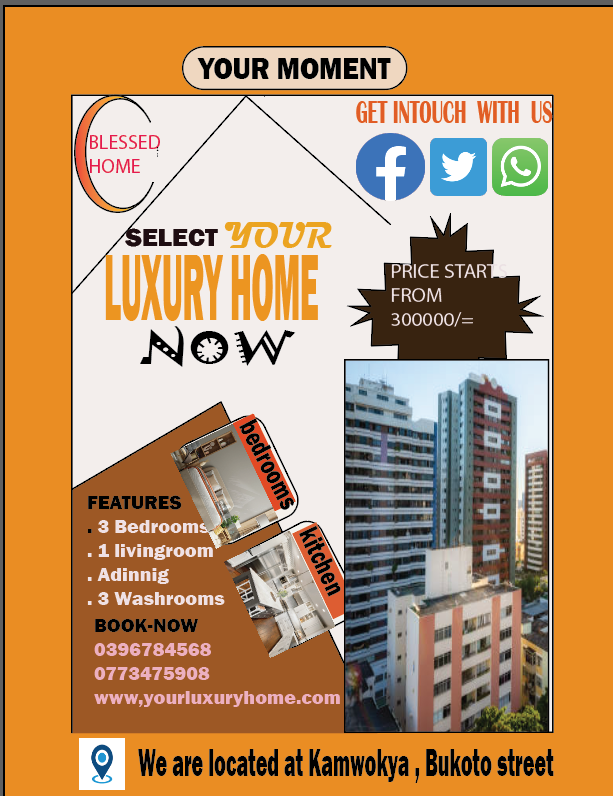 YOUR MOMENT
BLESSED
HOME
GET INTOUCH WITH US
SELECT YOUR
LUXURY HOME
NOW
PRICE STARTS
FROM
300000/=
bedrooms
kitchen
FEATURES
. 3 Bedrooms
. 1 livingroom
. Adinnig
. 3 Washrooms
BOOK-NOW
0396784568
0773475908
www,yourluxuryhome.com
We are located at Kamwokya , Bukoto street